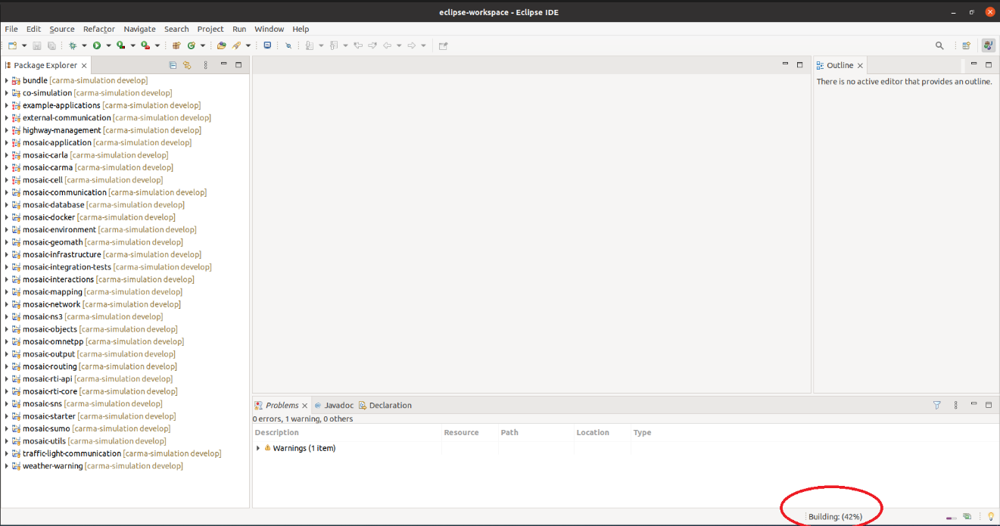 eclipse-workspace - Eclipse IDE
File Edit Source Refactor Navigate Search Project Run Window Help
Package Explorer
bundle [carma-simulation develop]
co-simulation [carma-simulation develop]
example-applications [carma-simulation develop]
external-communication [carma-simulation develop]
highway-management [carma-simulation develop]
mosaic-application [carma-simulation develop]
mosaic-carla [carma-simulation develop]
mosaic-carma [carma-simulation develop]
mosaic-cell [carma-simulation develop]
mosaic-communication [carma-simulation develop]
mosaic-database [carma-simulation develop]
mosaic-docker [carma-simulation develop]
mosaic-environment [carma-simulation develop]
mosaic-geomath [carma-simulation develop]
mosaic-infrastructure [carma-simulation develop]
mosaic-integration-tests [carma-simulation develop]
mosaic-interactions [carma-simulation develop]
mosaic-mapping [carma-simulation develop]
mosaic-network [carma-simulation develop]
mosaic-ns3 [carma-simulation develop]
mosaic-objects [carma-simulation develop]
mosaic-omnetpp [carma-simulation develop]
mosaic-output [carma-simulation develop]
mosaic-routing [carma-simulation develop]
mosaic-rti-api [carma-simulation develop]
mosaic-rti-core [carma-simulation develop]
mosaic-sns [carma-simulation develop]
mosaic-starter [carma-simulation develop]
mosaic-sumo [carma-simulation develop]
mosaic-utils [carma-simulation develop]
traffic-light-communication [carma-simulation develop]
weather-warning [carma-simulation develop]
Outline
There is no active editor that provides an outline.
Problems Javadoc Declaration
0 errors, 1 warning, 0 others
Description Resource Path Location Type
Warnings (1 item)
Building: (42%)